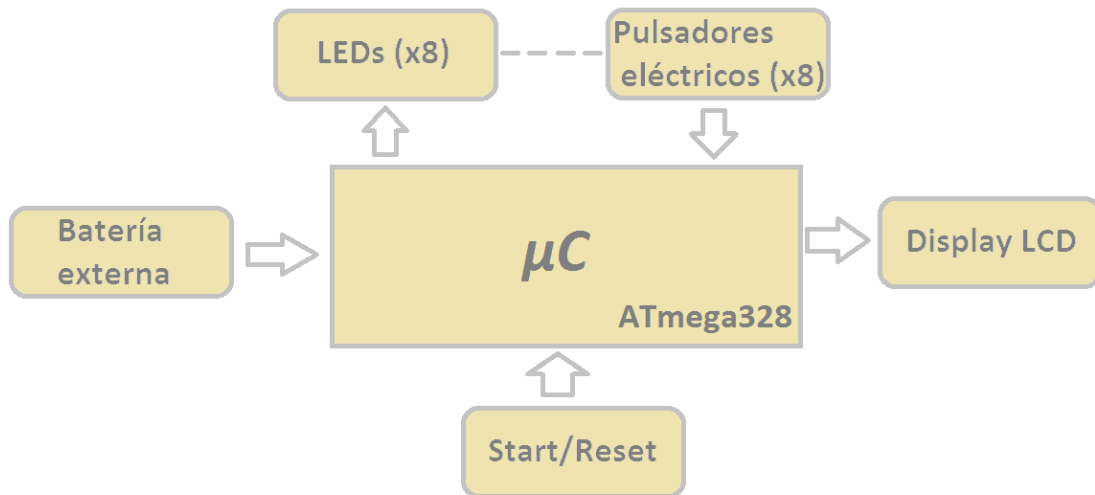 LEDs (x8)
Pulsadores
eléctricos (x8)
Batería
externa
µC
ATmega328
Display LCD
Start/Reset